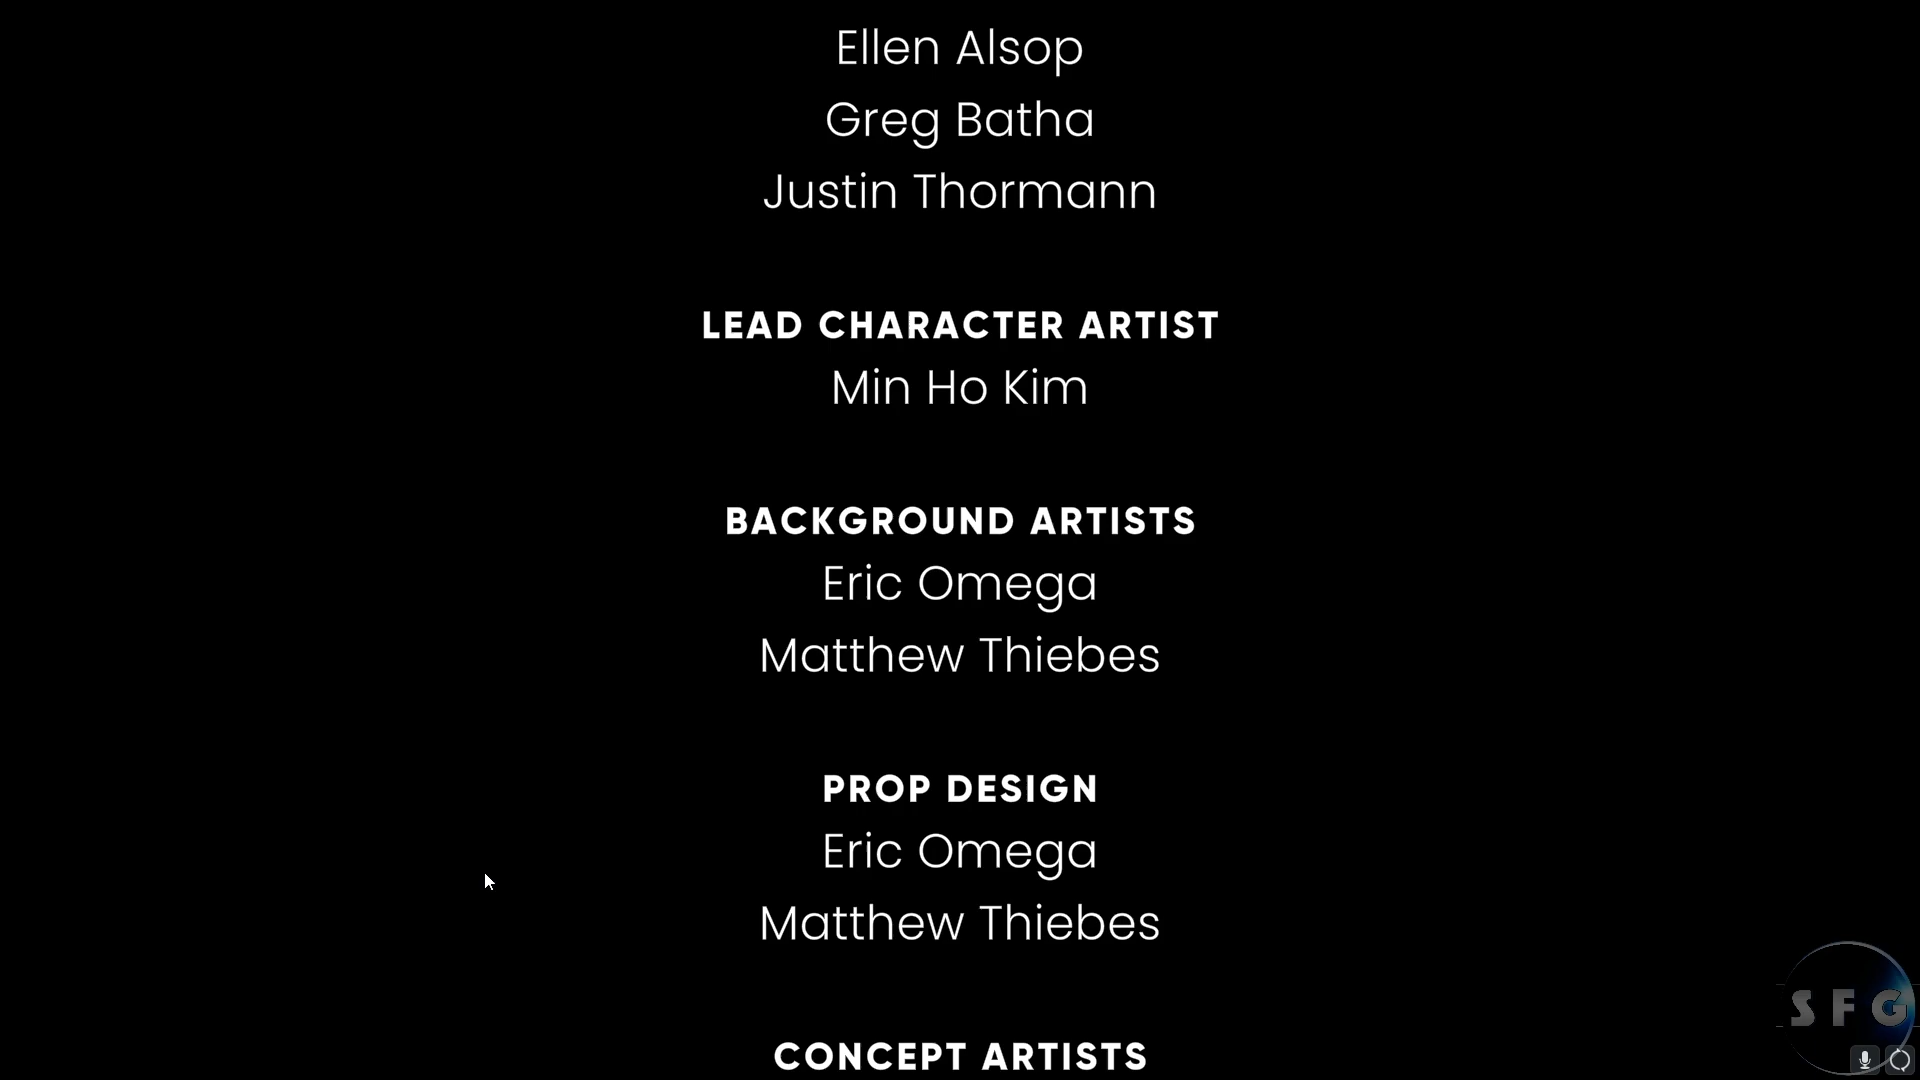 Ellen Alsop
Greg Batha
Justin Thormann
LEAD CHARACTER ARTIST
Min Ho Kim
BACKGROUND ARTISTS
Eric Omega
Matthew Thiebes
PROP DESIGN
Eric Omega
Matthew Thiebes
CONCEPT ARTISTS
SFG